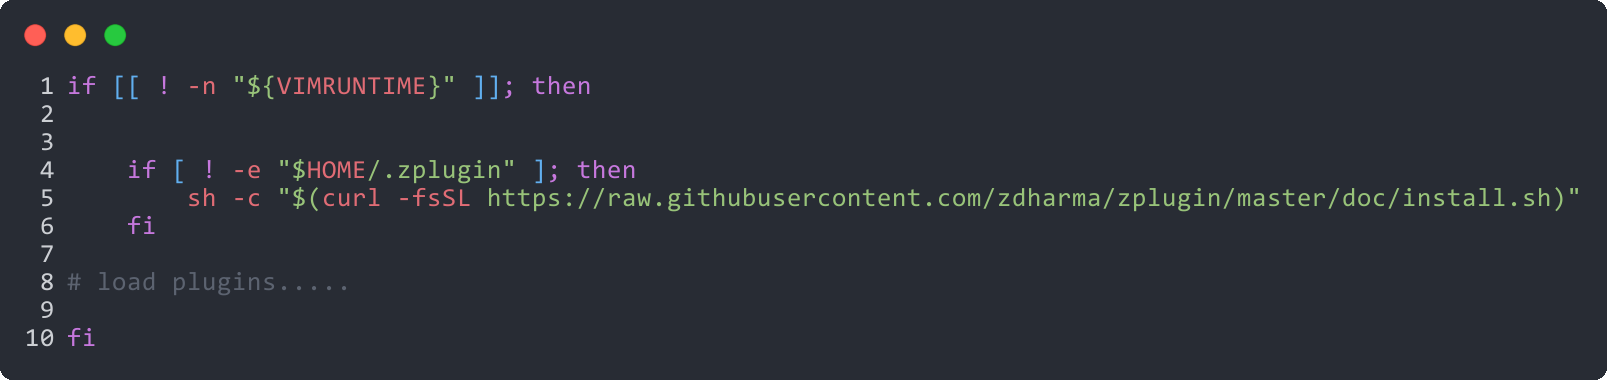 1 if [[ ! -n "${VIMRUNTIME}" ]]; then
2
3
4     if [ ! -e "$HOME/.zplugin" ]; then
5         sh -c "$(curl -fsSL https://raw.githubusercontent.com/zdharma/zplugin/master/doc/install.sh)"
6     fi
7
8 # load plugins.....
9
10 fi